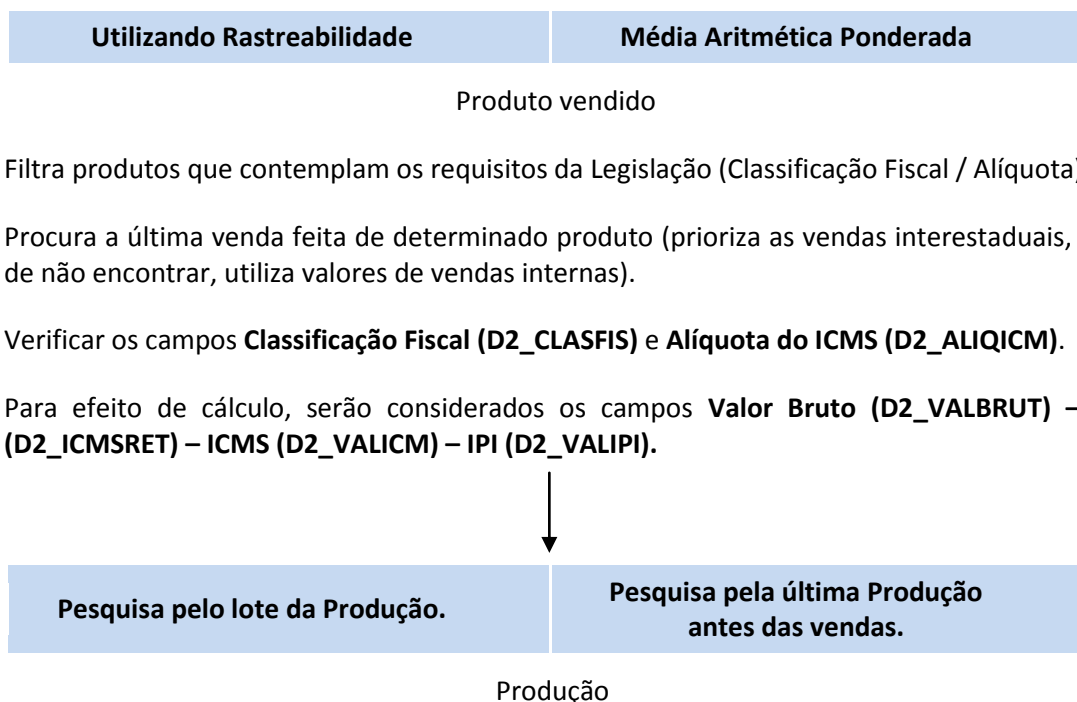 Utilizando Rastreabilidade
Média Aritmética Ponderada
Produto vendido
Filtra produtos que contemplam os requisitos da Legislação (Classificação Fiscal / Alíquota)
Procura a última venda feita de determinado produto (prioriza as vendas interestaduais,
de não encontrar, utiliza valores de vendas internas).
Verificar os campos Classificação Fiscal (D2_CLASFIS) e Alíquota do ICMS (D2_ALIQICM).
Para efeito de cálculo, serão considerados os campos Valor Bruto (D2_VALBRUT) –
(D2_ICMSRET) – ICMS (D2_VALICM) – IPI (D2_VALIPI).
Pesquisa pelo lote da Produção.
Pesquisa pela última Produção
antes das vendas.
Produção